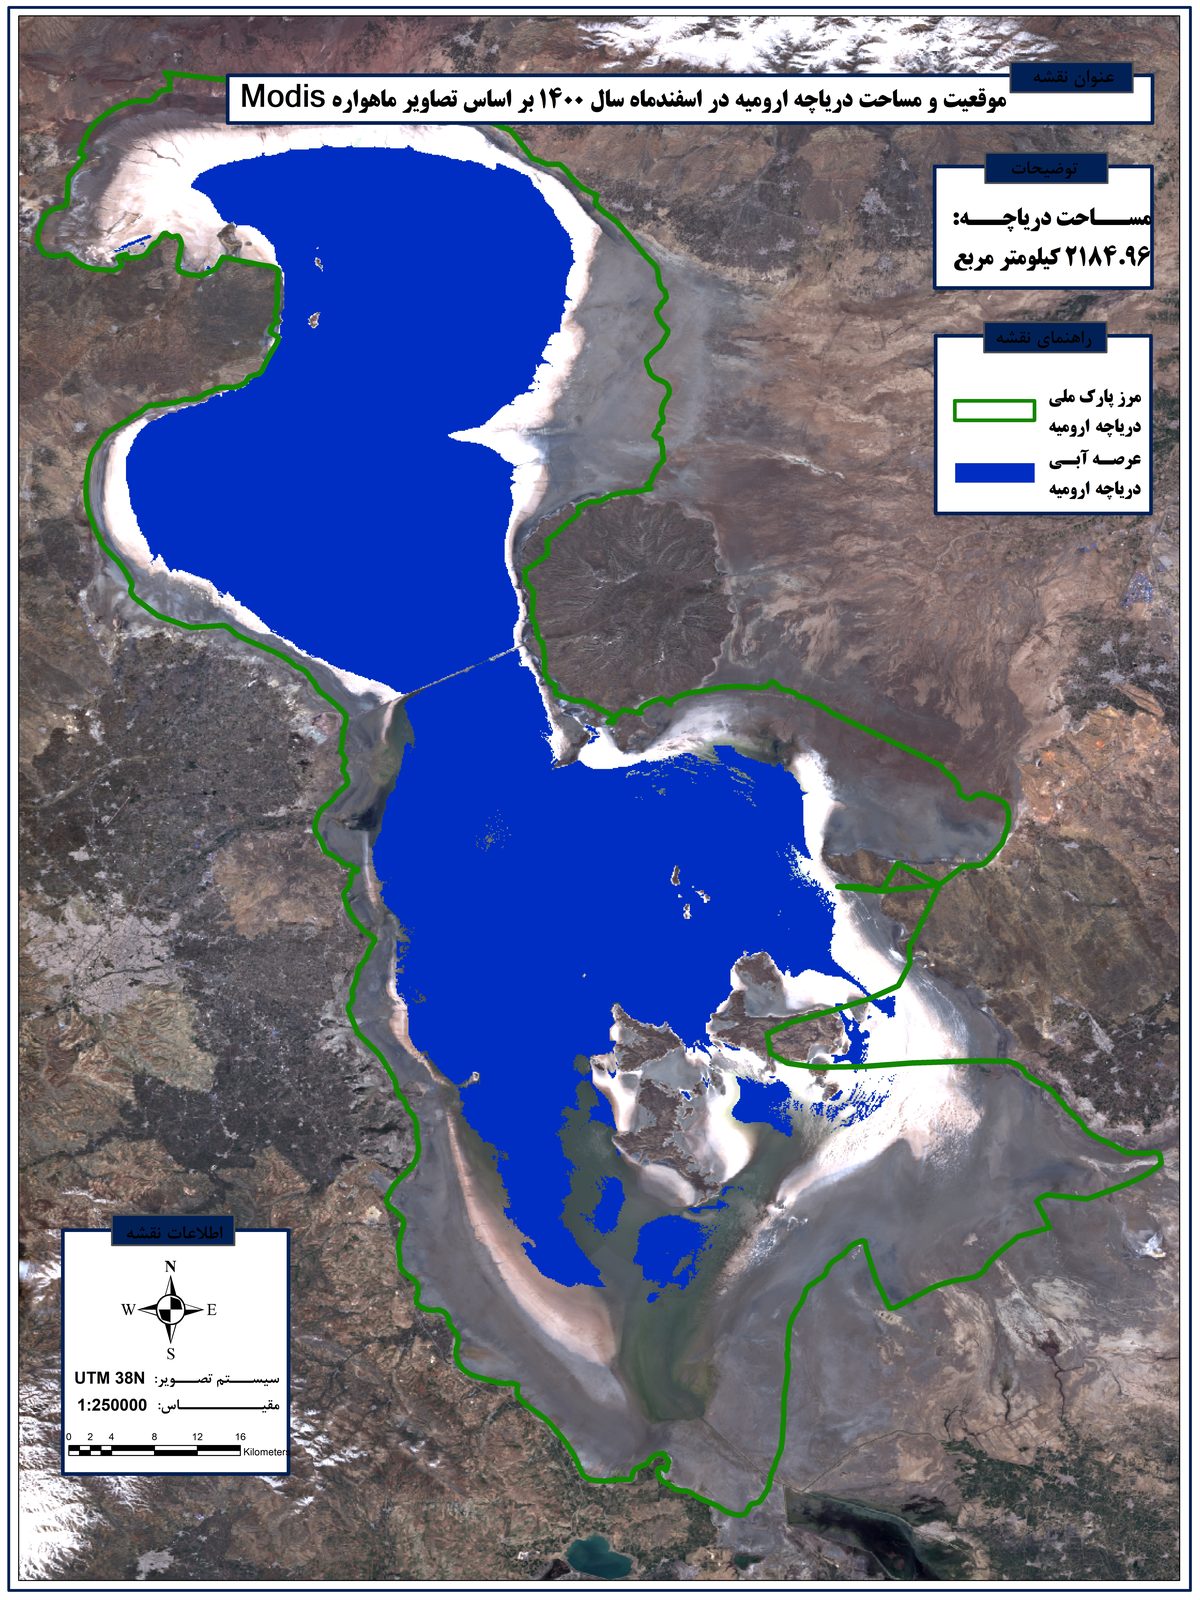 عنوان نقشه
موقعیت و مساحت دریاچه ارومیه در اسفندماه سال ۱۴۰۰ بر اساس تصاویر ماهواره Modis
توضیحات
مساحت دریاچه:
۲۱۸۴.۹۶ کیلومتر مربع
راهنمای نقشه
مرز پارک ملی
دریاچه ارومیه
عرصه آبی
دریاچه ارومیه
اطلاعات نقشه
N
W E
S
سیستم تصویر: UTM 38N
مقیاس: 1:250000
0 2 4 8 12 16
Kilometers